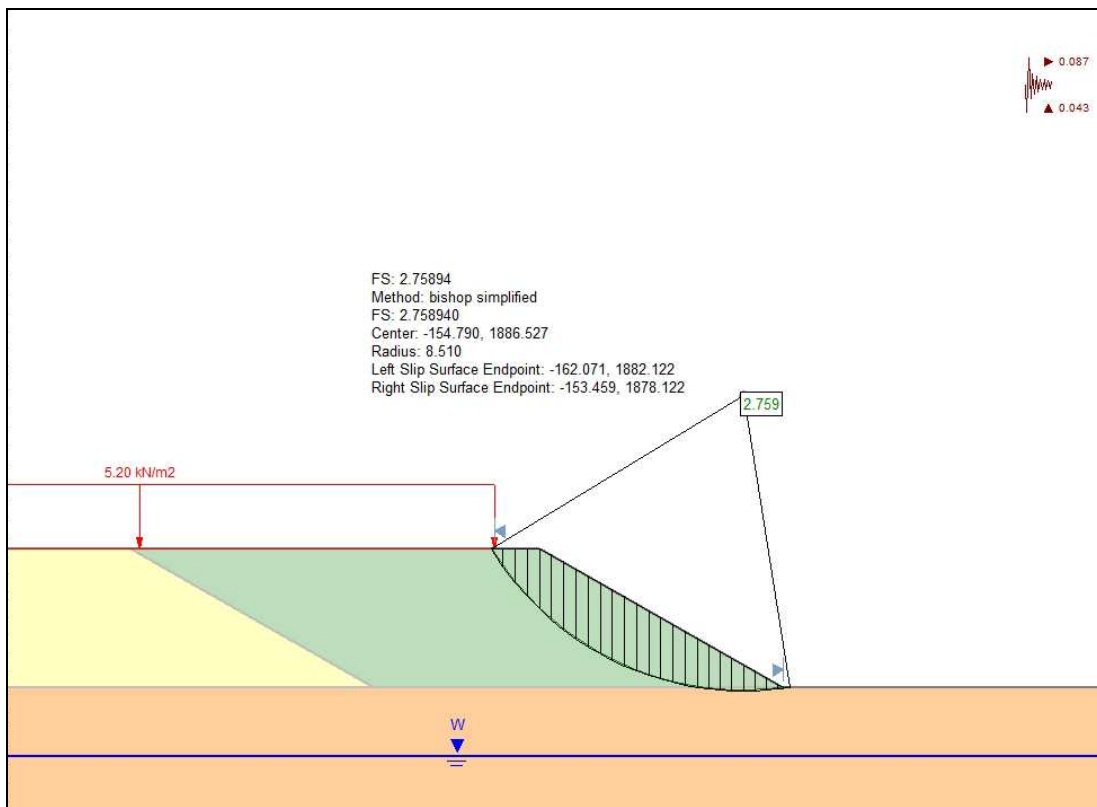 0.087
0.043
FS: 2.75894
Method: bishop simplified
FS: 2.758940
Center: -154.790, 1886.527
Radius: 8.510
Left Slip Surface Endpoint: -162.071, 1882.122
Right Slip Surface Endpoint: -153.459, 1878.122
2.759
5.20 kN/m2
W